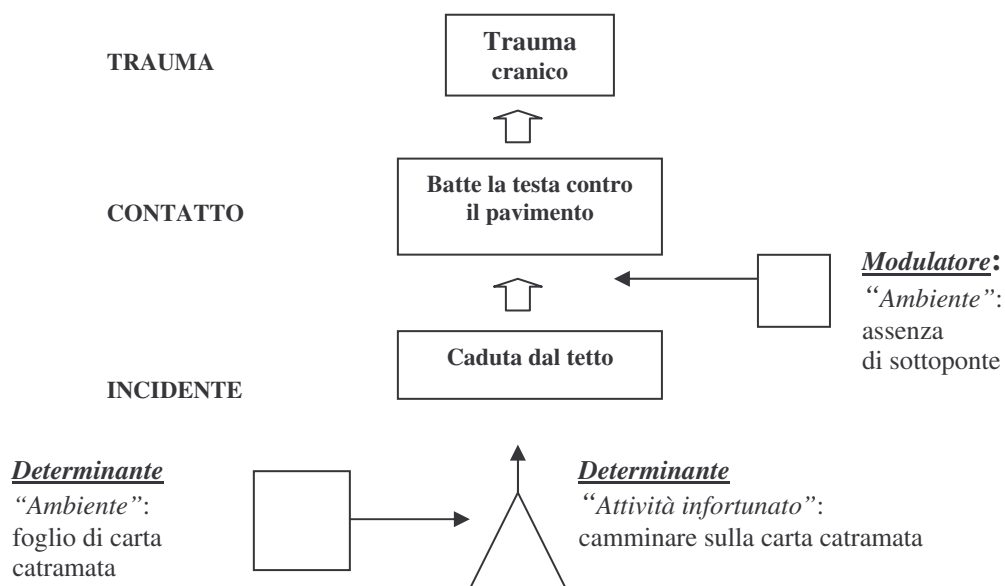 TRAUMA
Trauma
cranico
CONTATTO
Batte la testa contro
il pavimento
Modulatore:
“Ambiente”:
assenza
di sottoponte
INCIDENTE
Caduta dal tetto
Determinante
“Ambiente”:
foglio di carta
catramata
Determinante
“Attività infortunato”:
camminare sulla carta catramata